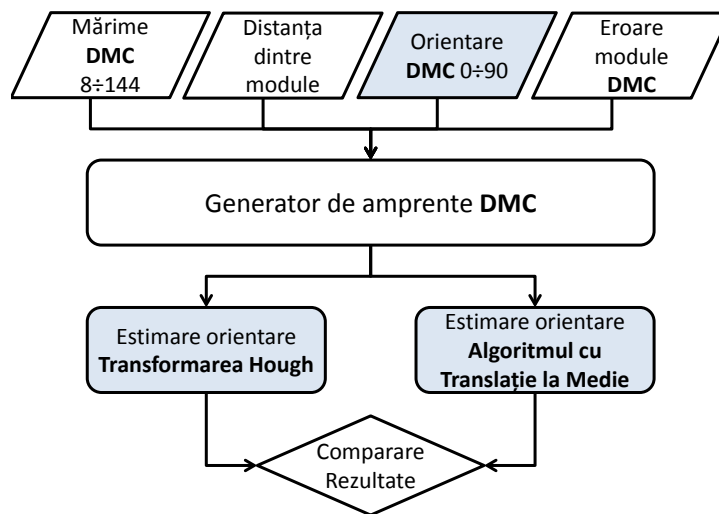 Mărime
DMC
8÷144
Distanța
dintre
module
Orientare
DMC 0÷90
Eroare
module
DMC
Generator de amprente DMC
Estimare orientare
Transformarea Hough
Estimare orientare
Algoritmul cu
Translație la Medie
Comparare
Rezultate